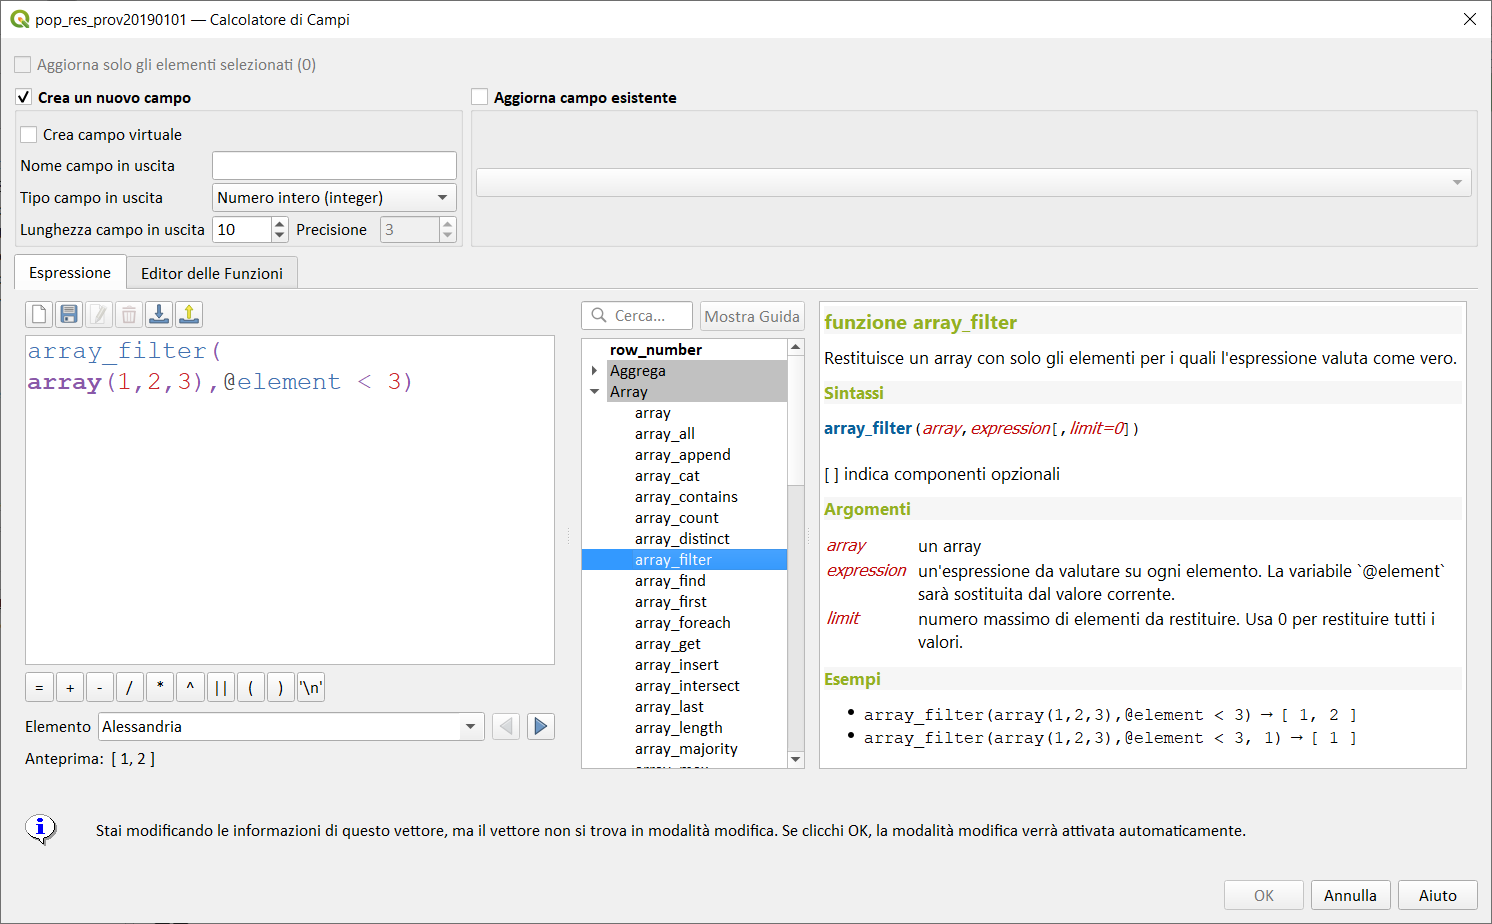 pop_res_prov20190101 — Calcolatore di Campi
Aggiorna solo gli elementi selezionati (0)
Crea un nuovo campo
Aggiorna campo esistente
Crea campo virtuale
Nome campo in uscita
Tipo campo in uscita Numero intero (integer)
Lunghezza campo in uscita 10 Precisione 3
Espressione Editor delle Funzioni
array_filter(
array(1,2,3),@element < 3)
= + - / * ^ || ( ) '\n'
Elemento Alessandria
Anteprima: [ 1, 2 ]
Cerca... Mostra Guida
row_number
Aggrega
Array
array
array_all
array_append
array_cat
array_contains
array_count
array_distinct
array_filter
array_find
array_first
array_foreach
array_get
array_insert
array_intersect
array_last
array_length
array_majority
funzione array_filter
Restituisce un array con solo gli elementi per i quali l'espressione valuta come vero.
Sintassi
array_filter(array,expression[,limit=0])
[ ] indica componenti opzionali
Argomenti
array un array
expression un'espressione da valutare su ogni elemento. La variabile `@element`
sarà sostituita dal valore corrente.
limit numero massimo di elementi da restituire. Usa 0 per restituire tutti i
valori.
Esempi
• array_filter(array(1,2,3),@element < 3) → [ 1, 2 ]
• array_filter(array(1,2,3),@element < 3, 1) → [ 1 ]
Stai modificando le informazioni di questo vettore, ma il vettore non si trova in modalità modifica. Se clicchi OK, la modalità modifica verrà attivata automaticamente.
OK Annulla Aiuto